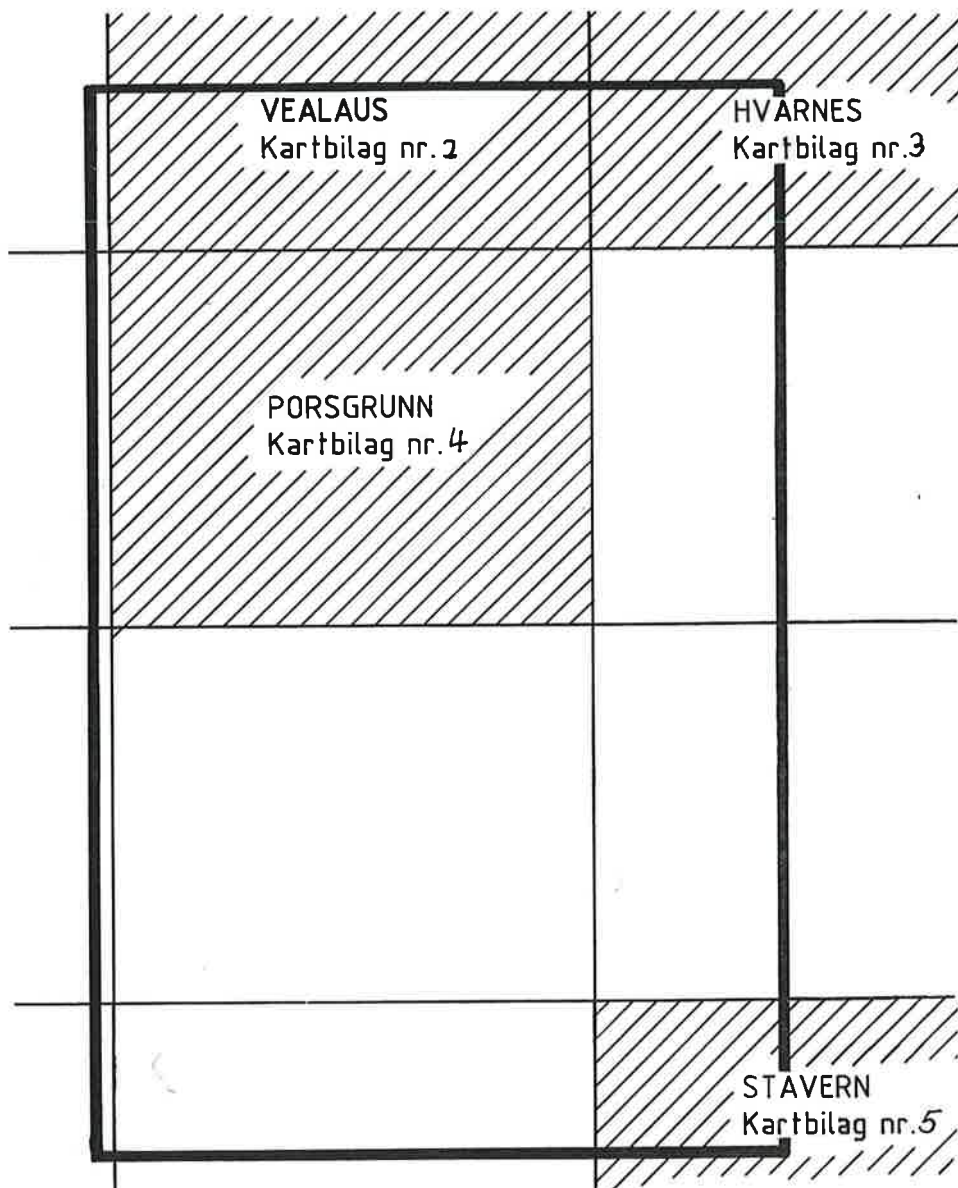 VEALAUS
Kartbilag nr. 2
HVARNES
Kartbilag nr. 3
PORSGRUNN
Kartbilag nr. 4
STAVERN
Kartbilag nr. 5